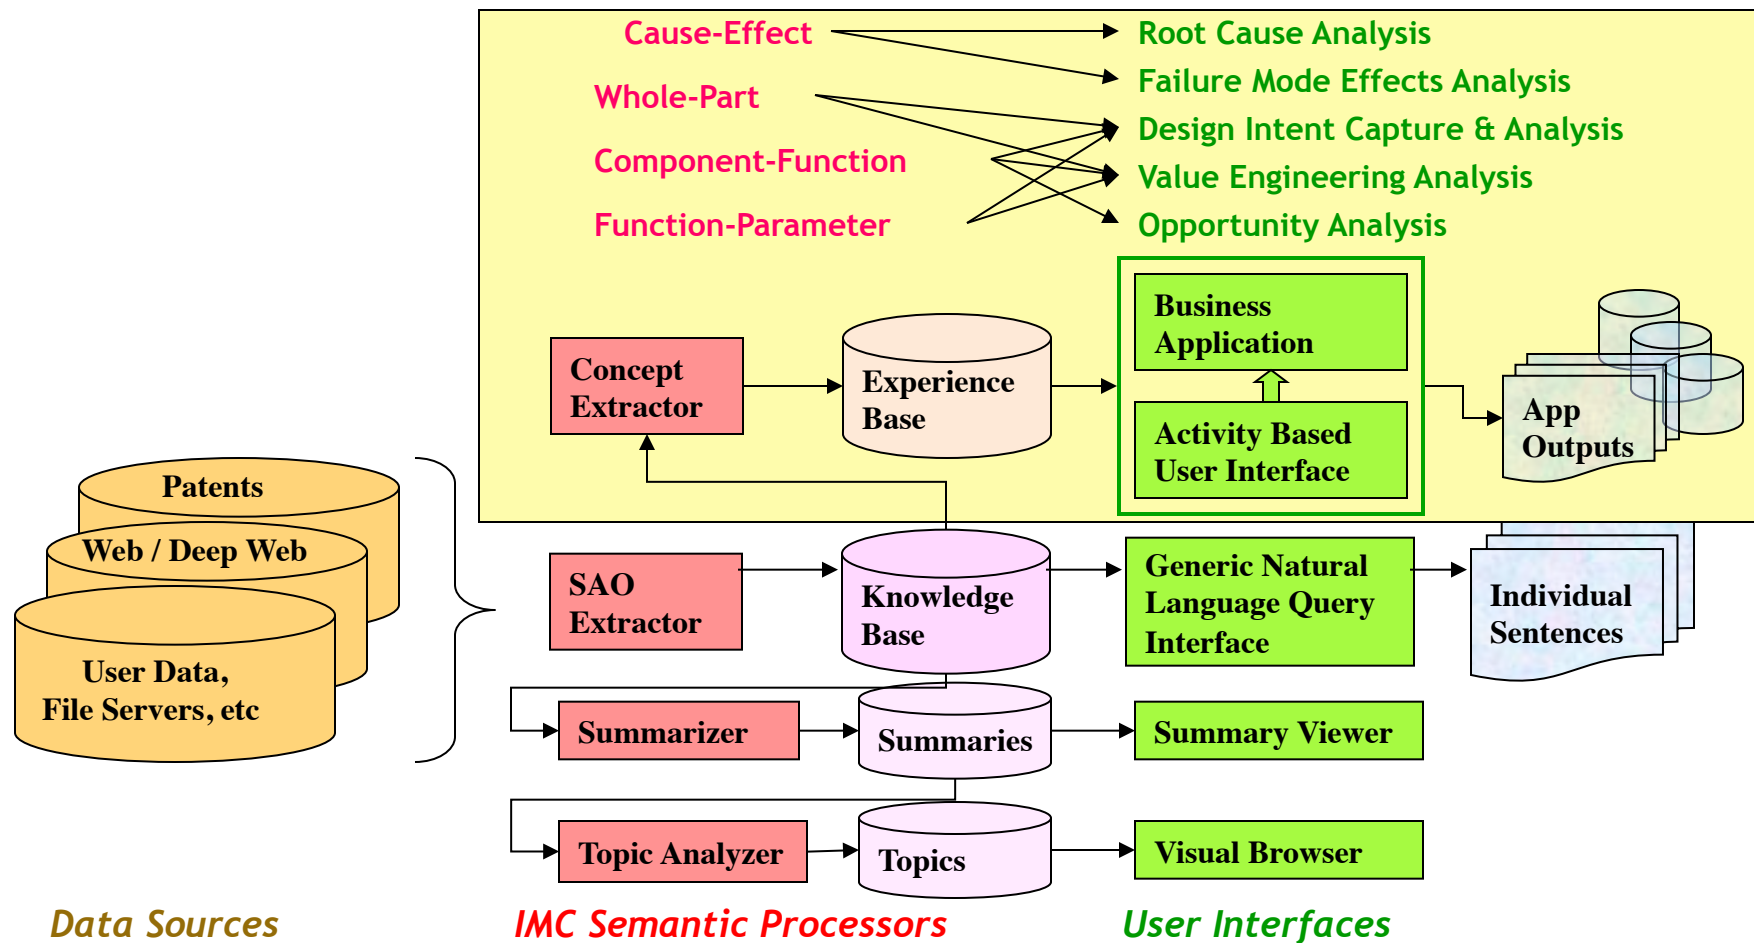 Cause-Effect
Whole-Part
Component-Function
Function-Parameter
Root Cause Analysis
Failure Mode Effects Analysis
Design Intent Capture & Analysis
Value Engineering Analysis
Opportunity Analysis
Concept
Extractor
Experience
Base
Business
Application
Activity Based
User Interface
App
Outputs
Patents
Web / Deep Web
User Data,
File Servers, etc
SAO
Extractor
Knowledge
Base
Generic Natural
Language Query
Interface
Individual
Sentences
Summarizer
Summaries
Summary Viewer
Topic Analyzer
Topics
Visual Browser
Data Sources
IMC Semantic Processors
User Interfaces